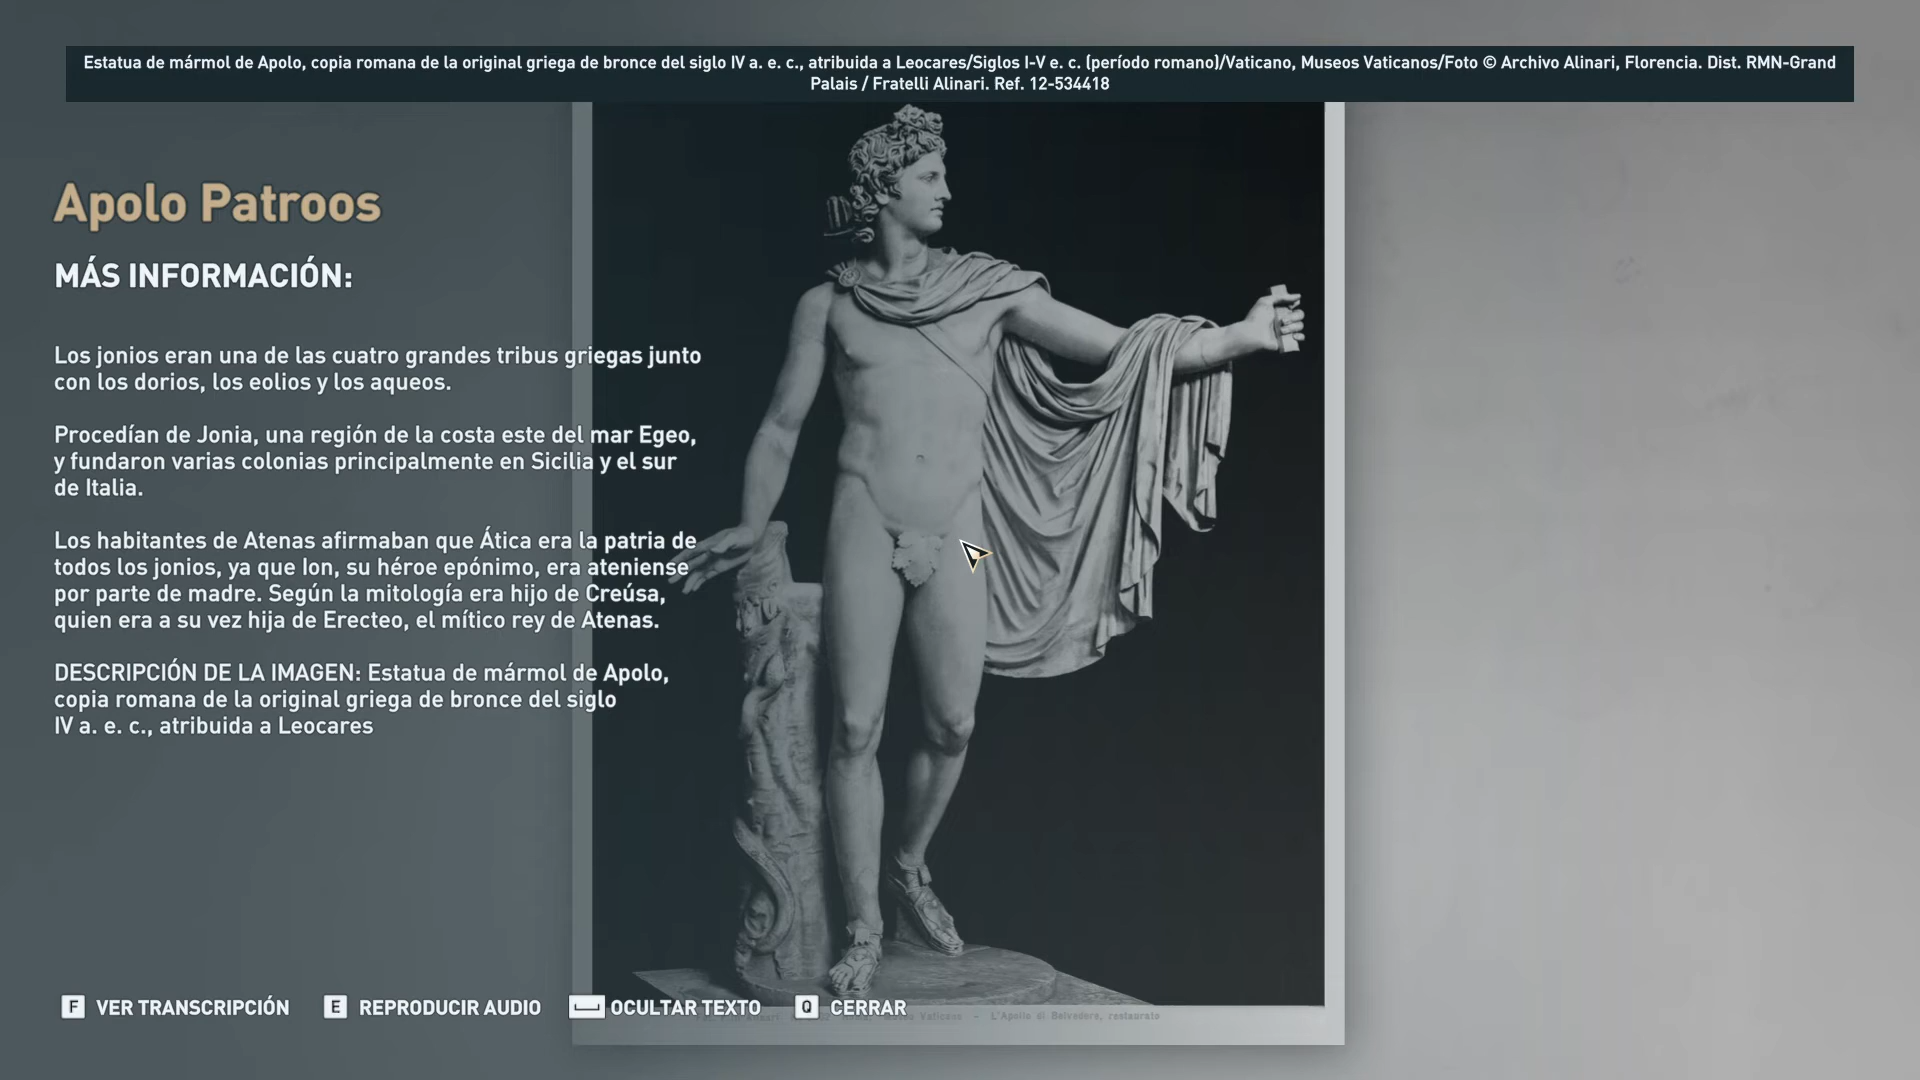 Estatua de mármol de Apolo, copia romana de la original griega de bronce del siglo IV a. e. c., atribuida a Leocares/Siglos I-V e. c. (período romano)/Vaticano, Museos Vaticanos/Foto © Archivo Alinari, Florencia. Dist. RMN-Grand
Palais / Fratelli Alinari. Ref. 12-534418
Apolo Patroos
MÁS INFORMACIÓN:
Los jonios eran una de las cuatro grandes tribus griegas junto
con los dorios, los eolios y los aqueos.
Procedían de Jonia, una región de la costa este del mar Egeo,
y fundaron varias colonias principalmente en Sicilia y el sur
de Italia.
Los habitantes de Atenas afirmaban que Ática era la patria de
todos los jonios, ya que Ion, su héroe epónimo, era ateniense
por parte de madre. Según la mitología era hijo de Creúsa,
quien era a su vez hija de Erecteo, el mítico rey de Atenas.
DESCRIPCIÓN DE LA IMAGEN: Estatua de mármol de Apolo,
copia romana de la original griega de bronce del siglo
IV a. e. c., atribuida a Leocares
F VER TRANSCRIPCIÓN E REPRODUCIR AUDIO OCULTAR TEXTO Q CERRAR
Vaticano - L'Apollo di Belvedere, restaurato